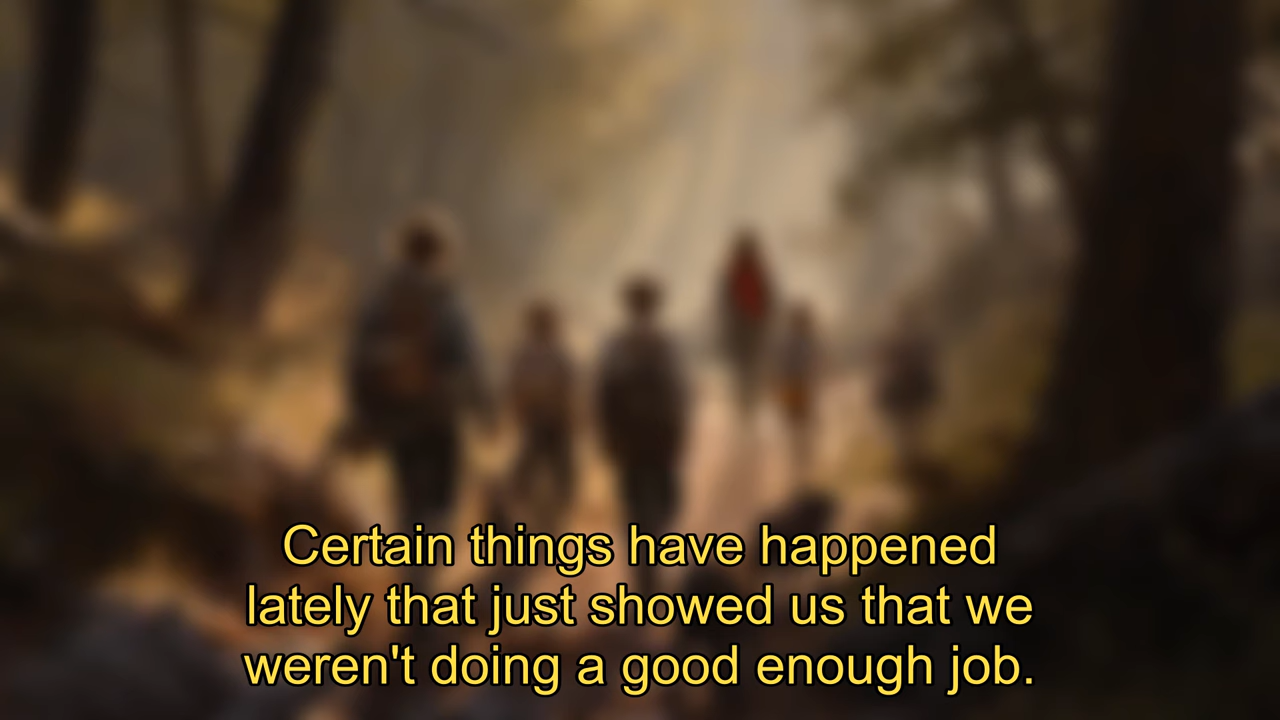 Certain things have happened
lately that just showed us that we
weren't doing a good enough job.